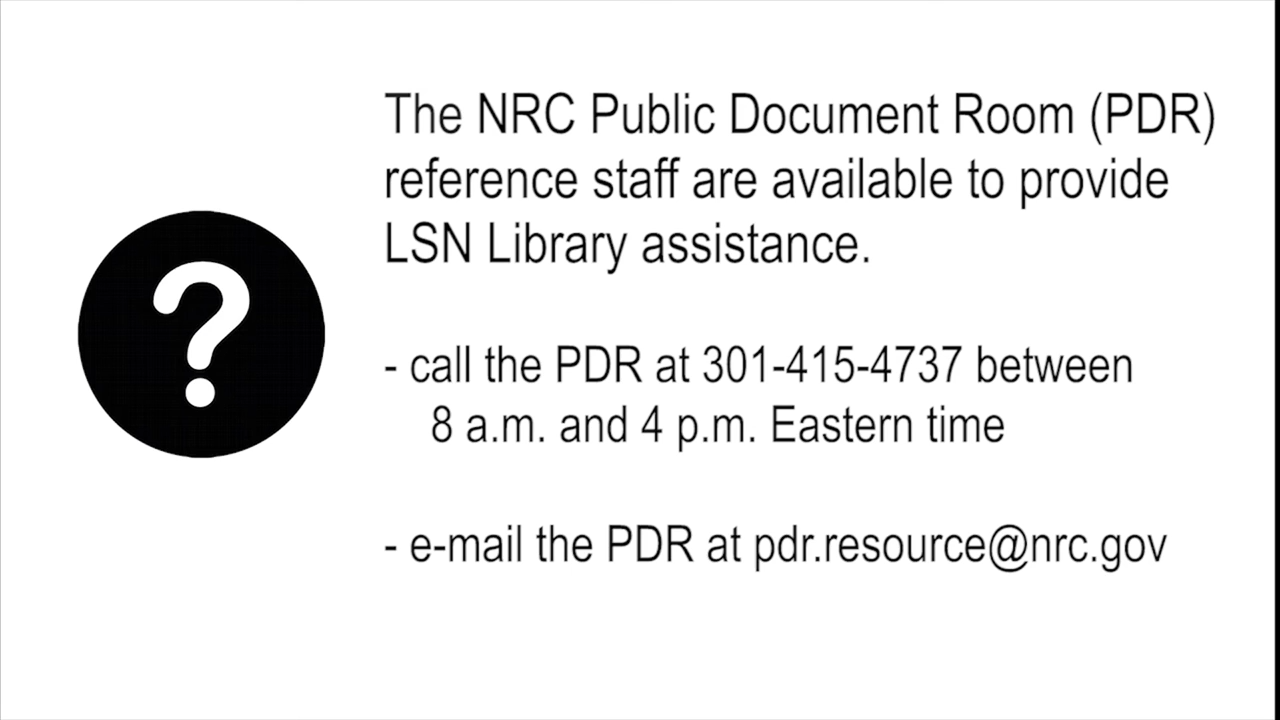 The NRC Public Document Room (PDR)
reference staff are available to provide
LSN Library assistance.
- call the PDR at 301-415-4737 between
8 a.m. and 4 p.m. Eastern time
- e-mail the PDR at pdr.resource@nrc.gov
?